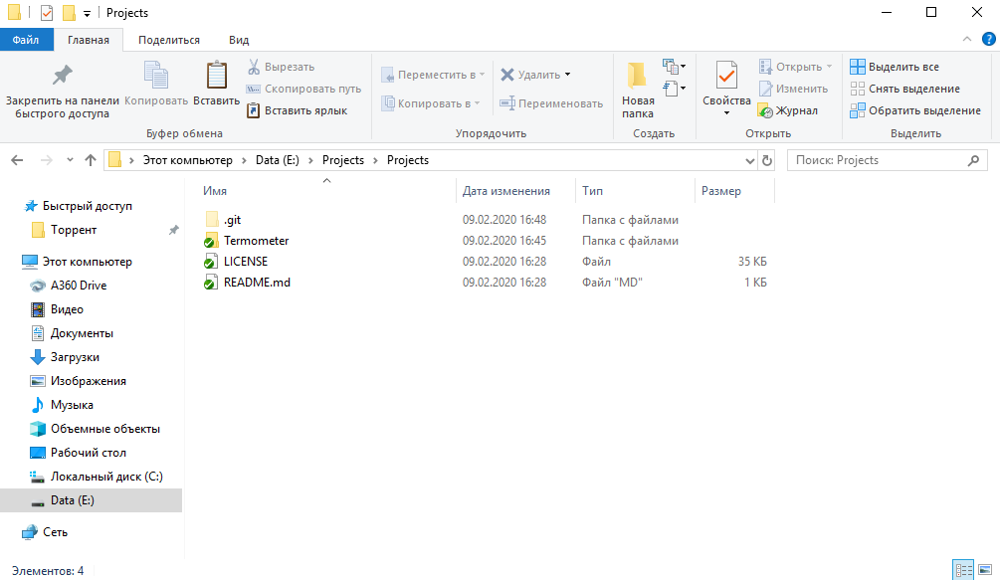 Projects
Файл Главная Поделиться Вид
Закрепить на панели быстрого доступа
Копировать
Вставить
Вырезать
Скопировать путь
Вставить ярлык
Буфер обмена
Переместить в
Копировать в
Удалить
Переименовать
Упорядочить
Новая папка
Создать
Свойства
Открыть
Изменить
Журнал
Открыть
Выделить все
Снять выделение
Обратить выделение
Выделить
Этот компьютер > Data (E:) > Projects > Projects
Поиск: Projects
Быстрый доступ
Торрент
Этот компьютер
A360 Drive
Видео
Документы
Загрузки
Изображения
Музыка
Объемные объекты
Рабочий стол
Локальный диск (C:)
Data (E:)
Сеть
Имя Дата изменения Тип Размер
.git 09.02.2020 16:48 Папка с файлами
Termometer 09.02.2020 16:45 Папка с файлами
LICENSE 09.02.2020 16:28 Файл 35 КБ
README.md 09.02.2020 16:28 Файл "MD" 1 КБ
Элементов: 4